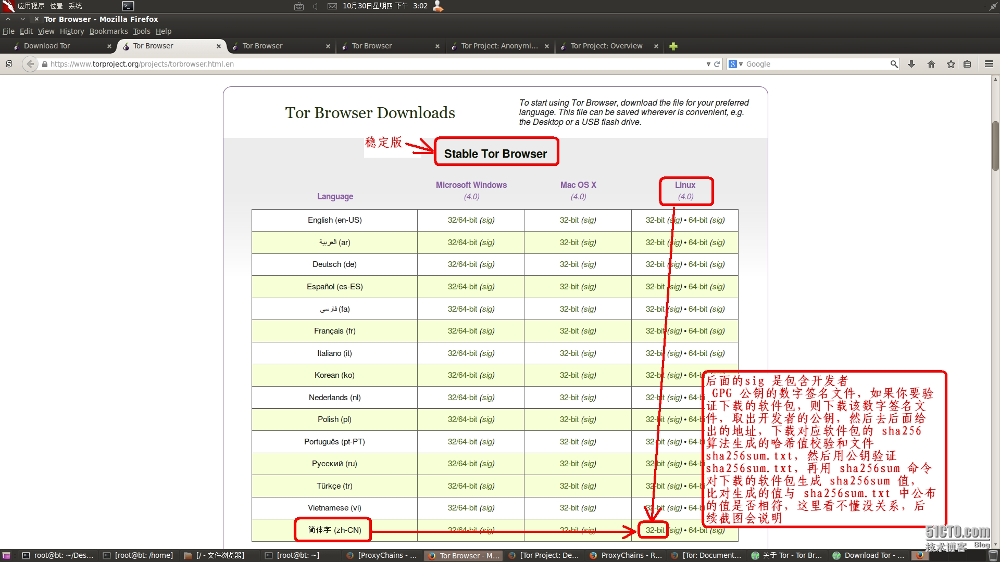 应用程序 位置 系统
10月30日星期四 下午 3:02
Tor Browser - Mozilla Firefox
File Edit View History Bookmarks Tools Help
Download Tor
Tor Browser
Tor Browser
Tor Browser
Tor Project: Anonymi...
Tor Project: Overview
https://www.torproject.org/projects/torbrowser.html.en
Google
Tor Browser Downloads
To start using Tor Browser, download the file for your preferred
language. This file can be saved wherever is convenient, e.g.
the Desktop or a USB flash drive.
稳定版
Stable Tor Browser
Language
Microsoft Windows
(4.0)
Mac OS X
(4.0)
Linux
(4.0)
English (en-US) 32/64-bit (sig) 32-bit (sig) 32-bit (sig) • 64-bit (sig)
العربية (ar) 32/64-bit (sig) 32-bit (sig) 32-bit (sig) • 64-bit (sig)
Deutsch (de) 32/64-bit (sig) 32-bit (sig) 32-bit (sig) • 64-bit (sig)
Español (es-ES) 32/64-bit (sig) 32-bit (sig) 32-bit (sig) • 64-bit (sig)
فارسی (fa) 32/64-bit (sig) 32-bit (sig) 32-bit (sig) • 64-bit (sig)
Français (fr) 32/64-bit (sig) 32-bit (sig) 32-bit (sig) • 64-bit (sig)
Italiano (it) 32/64-bit (sig) 32-bit (sig) 32-bit (sig) • 64-bit (sig)
Korean (ko) 32/64-bit (sig) 32-bit (sig) 32-bit (sig) • 64-b
Nederlands (nl) 32/64-bit (sig) 32-bit (sig) 32-bit (sig) • 64-bi
Polish (pl) 32/64-bit (sig) 32-bit (sig) 32-bit (sig) • 64-bi
Português (pt-PT) 32/64-bit (sig) 32-bit (sig) 32-bit (sig) • 64-bi
Русский (ru) 32/64-bit (sig) 32-bit (sig) 32-bit (sig) • 64-bi
Türkçe (tr) 32/64-bit (sig) 32-bit (sig) 32-bit (sig) • 64-bi
Vietnamese (vi) 32/64-bit (sig) 32-bit (sig) 32-bit (sig) • 64-bi
简体字 (zh-CN) 32/64-bit (sig) 32-bit (sig) 32-bit (sig) • 64-bit (sig)
后面的sig 是包含开发者
GPG 公钥的数字签名文件，如果你要验
证下载的软件包，则下载该数字签名文
件，取出开发者的公钥，然后去后面给
出的地址，下载对应软件包的 sha256
算法生成的哈希值校验和文件
sha256sum.txt，然后用公钥验证
sha256sum.txt，再用 sha256sum 命令
对下载的软件包生成 sha256sum 值，
比对生成的值与 sha256sum.txt 中公布
的值是否相符，这里看不懂没关系，后
续截图会说明
51CTO.com
技术博客 Blog
root@bt: ~/Des...
[root@bt: /home]
[/ - 文件浏览器]
[root@bt: ~]
[ProxyChains - ...
Tor Browser - M...
[Tor Project: De...
ProxyChains - R...
[Tor: Document...
关于 Tor - Tor Br...
Download Tor - ...